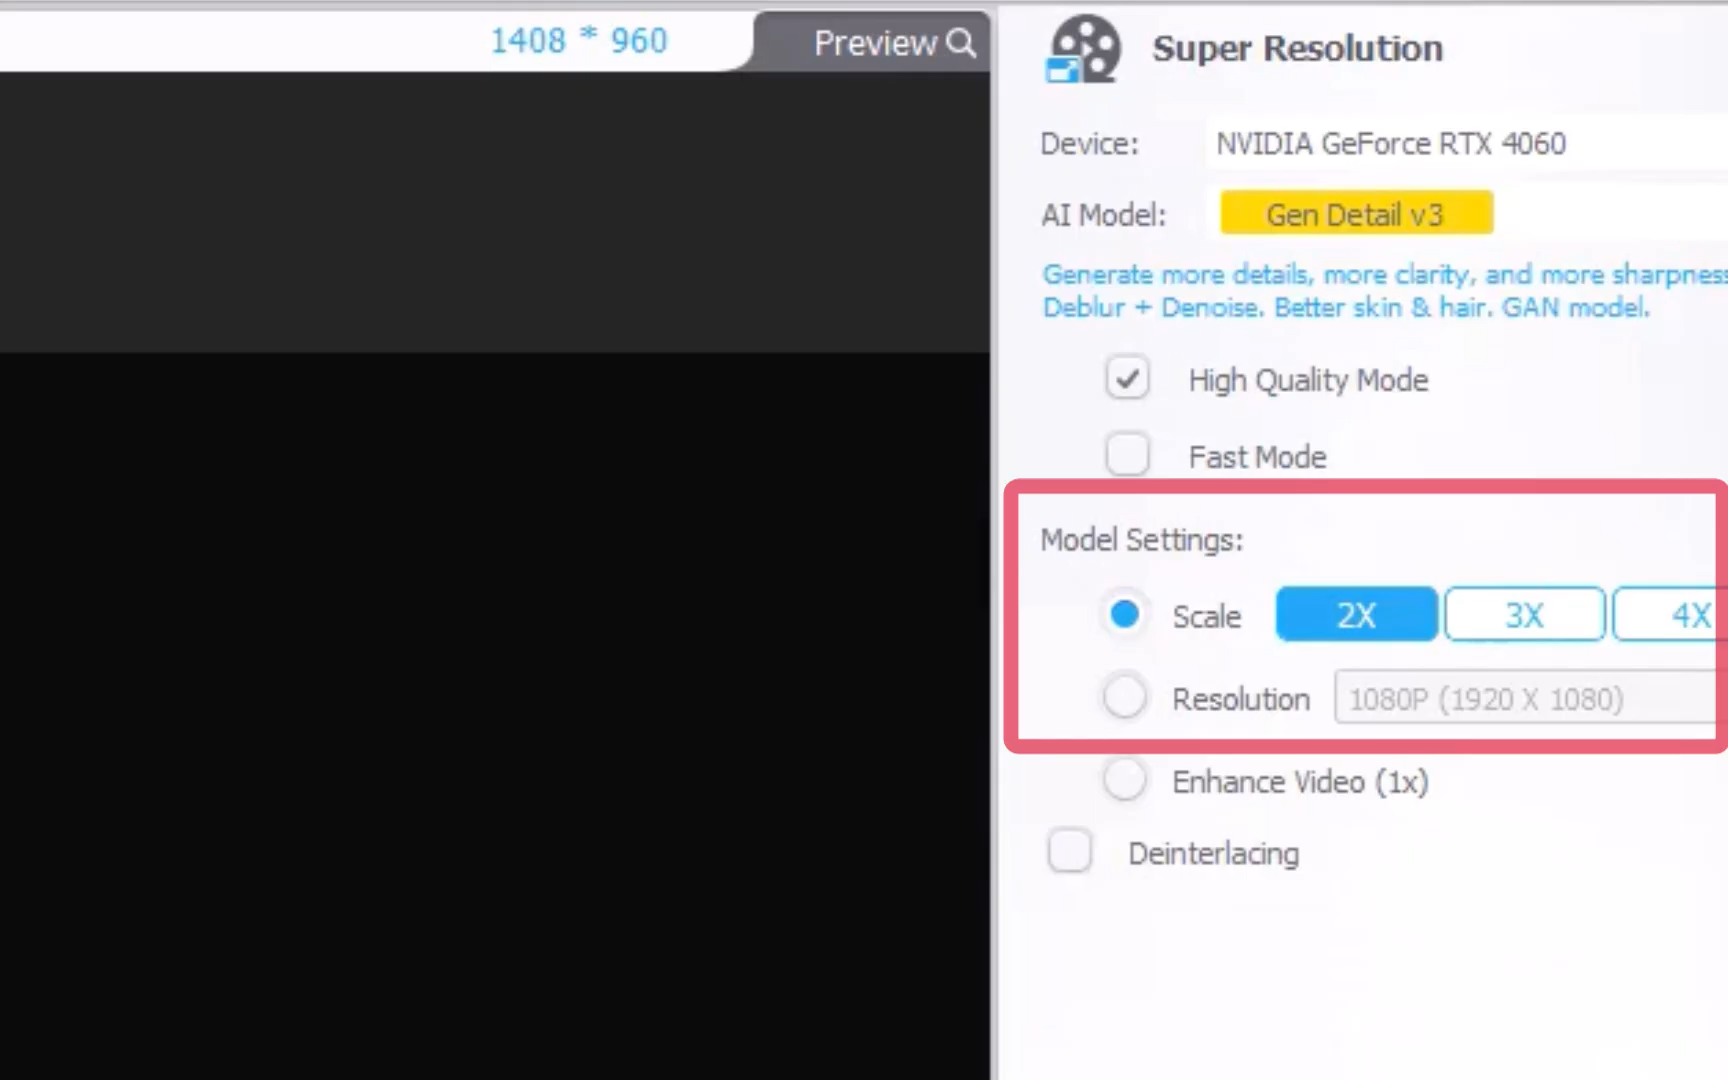 1408 * 960
Preview
Super Resolution
Device: NVIDIA GeForce RTX 4060
AI Model: Gen Detail v3
Generate more details, more clarity, and more sharpness
Deblur + Denoise. Better skin & hair. GAN model.
High Quality Mode
Fast Mode
Model Settings:
Scale 2X 3X 4X
Resolution 1080P (1920 X 1080)
Enhance Video (1x)
Deinterlacing